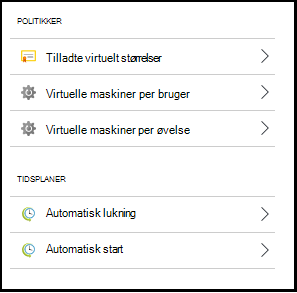 POLITIKKER
Tilladte virtuelt størrelser
Virtuelle maskiner per bruger
Virtuelle maskiner per øvelse
TIDSPLANER
Automatisk lukning
Automatisk start